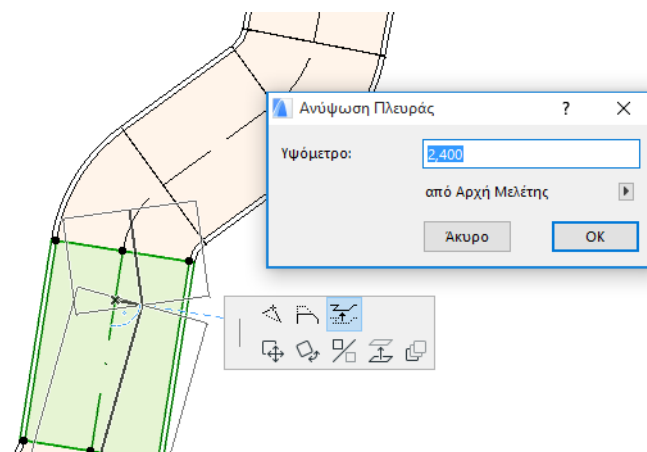 Ανύψωση Πλευράς
?
Υψόμετρο:
2,400
από Αρχή Μελέτης
Άκυρο
OK